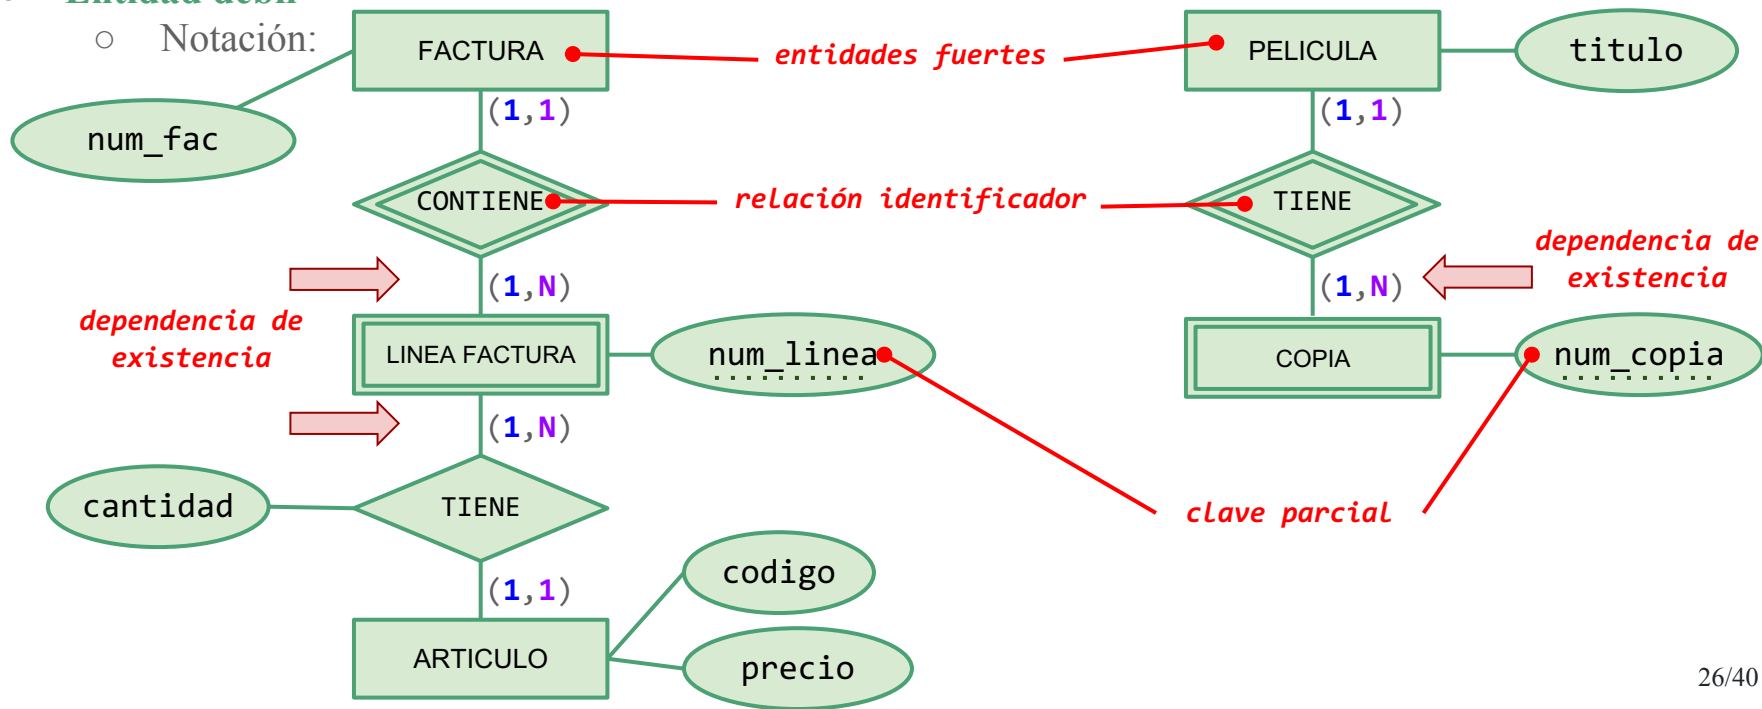 Entidad débil
○ Notación:
FACTURA
entidades fuertes
PELICULA
titulo
num_fac
(1,1)
(1,1)
CONTIENE
relación identificador
TIENE
dependencia de
existencia
(1,N)
(1,N)
dependencia de
existencia
LINEA FACTURA
num_linea
COPIA
num_copia
(1,N)
cantidad
TIENE
clave parcial
(1,1)
codigo
ARTICULO
precio
26/40